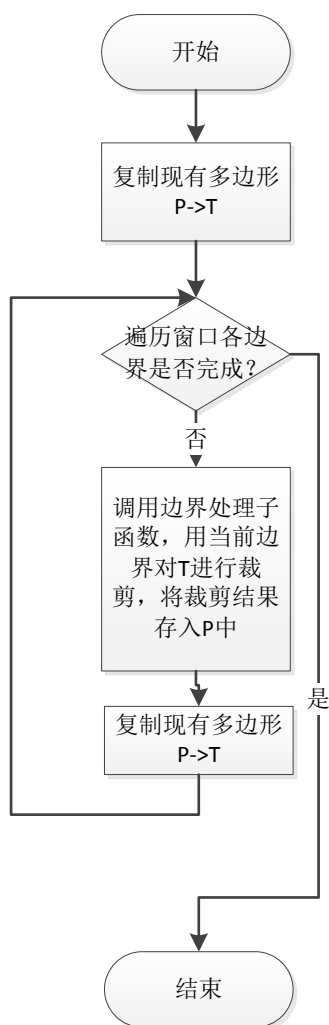 开始
复制现有多边形
P->T
遍历窗口各边
界是否完成？
否
调用边界处理子
函数，用当前边
界对T进行裁
剪，将裁剪结果
存入P中
是
复制现有多边形
P->T
结束